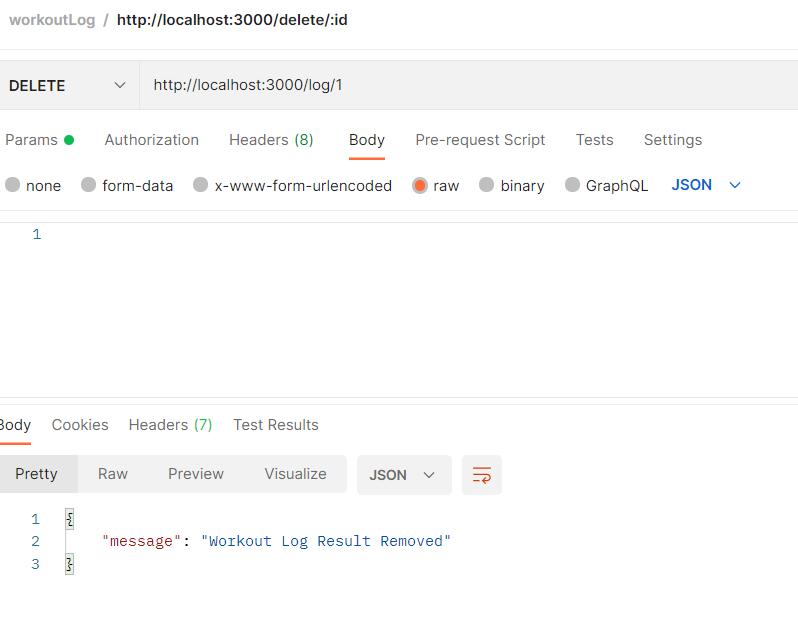 workoutLog / http://localhost:3000/delete/:id
DELETE http://localhost:3000/log/1
Params Authorization Headers (8) Body Pre-request Script Tests Settings
none form-data x-www-form-urlencoded raw binary GraphQL JSON
1
Body Cookies Headers (7) Test Results
Pretty Raw Preview Visualize JSON
1 {
2 "message": "Workout Log Result Removed"
3 }